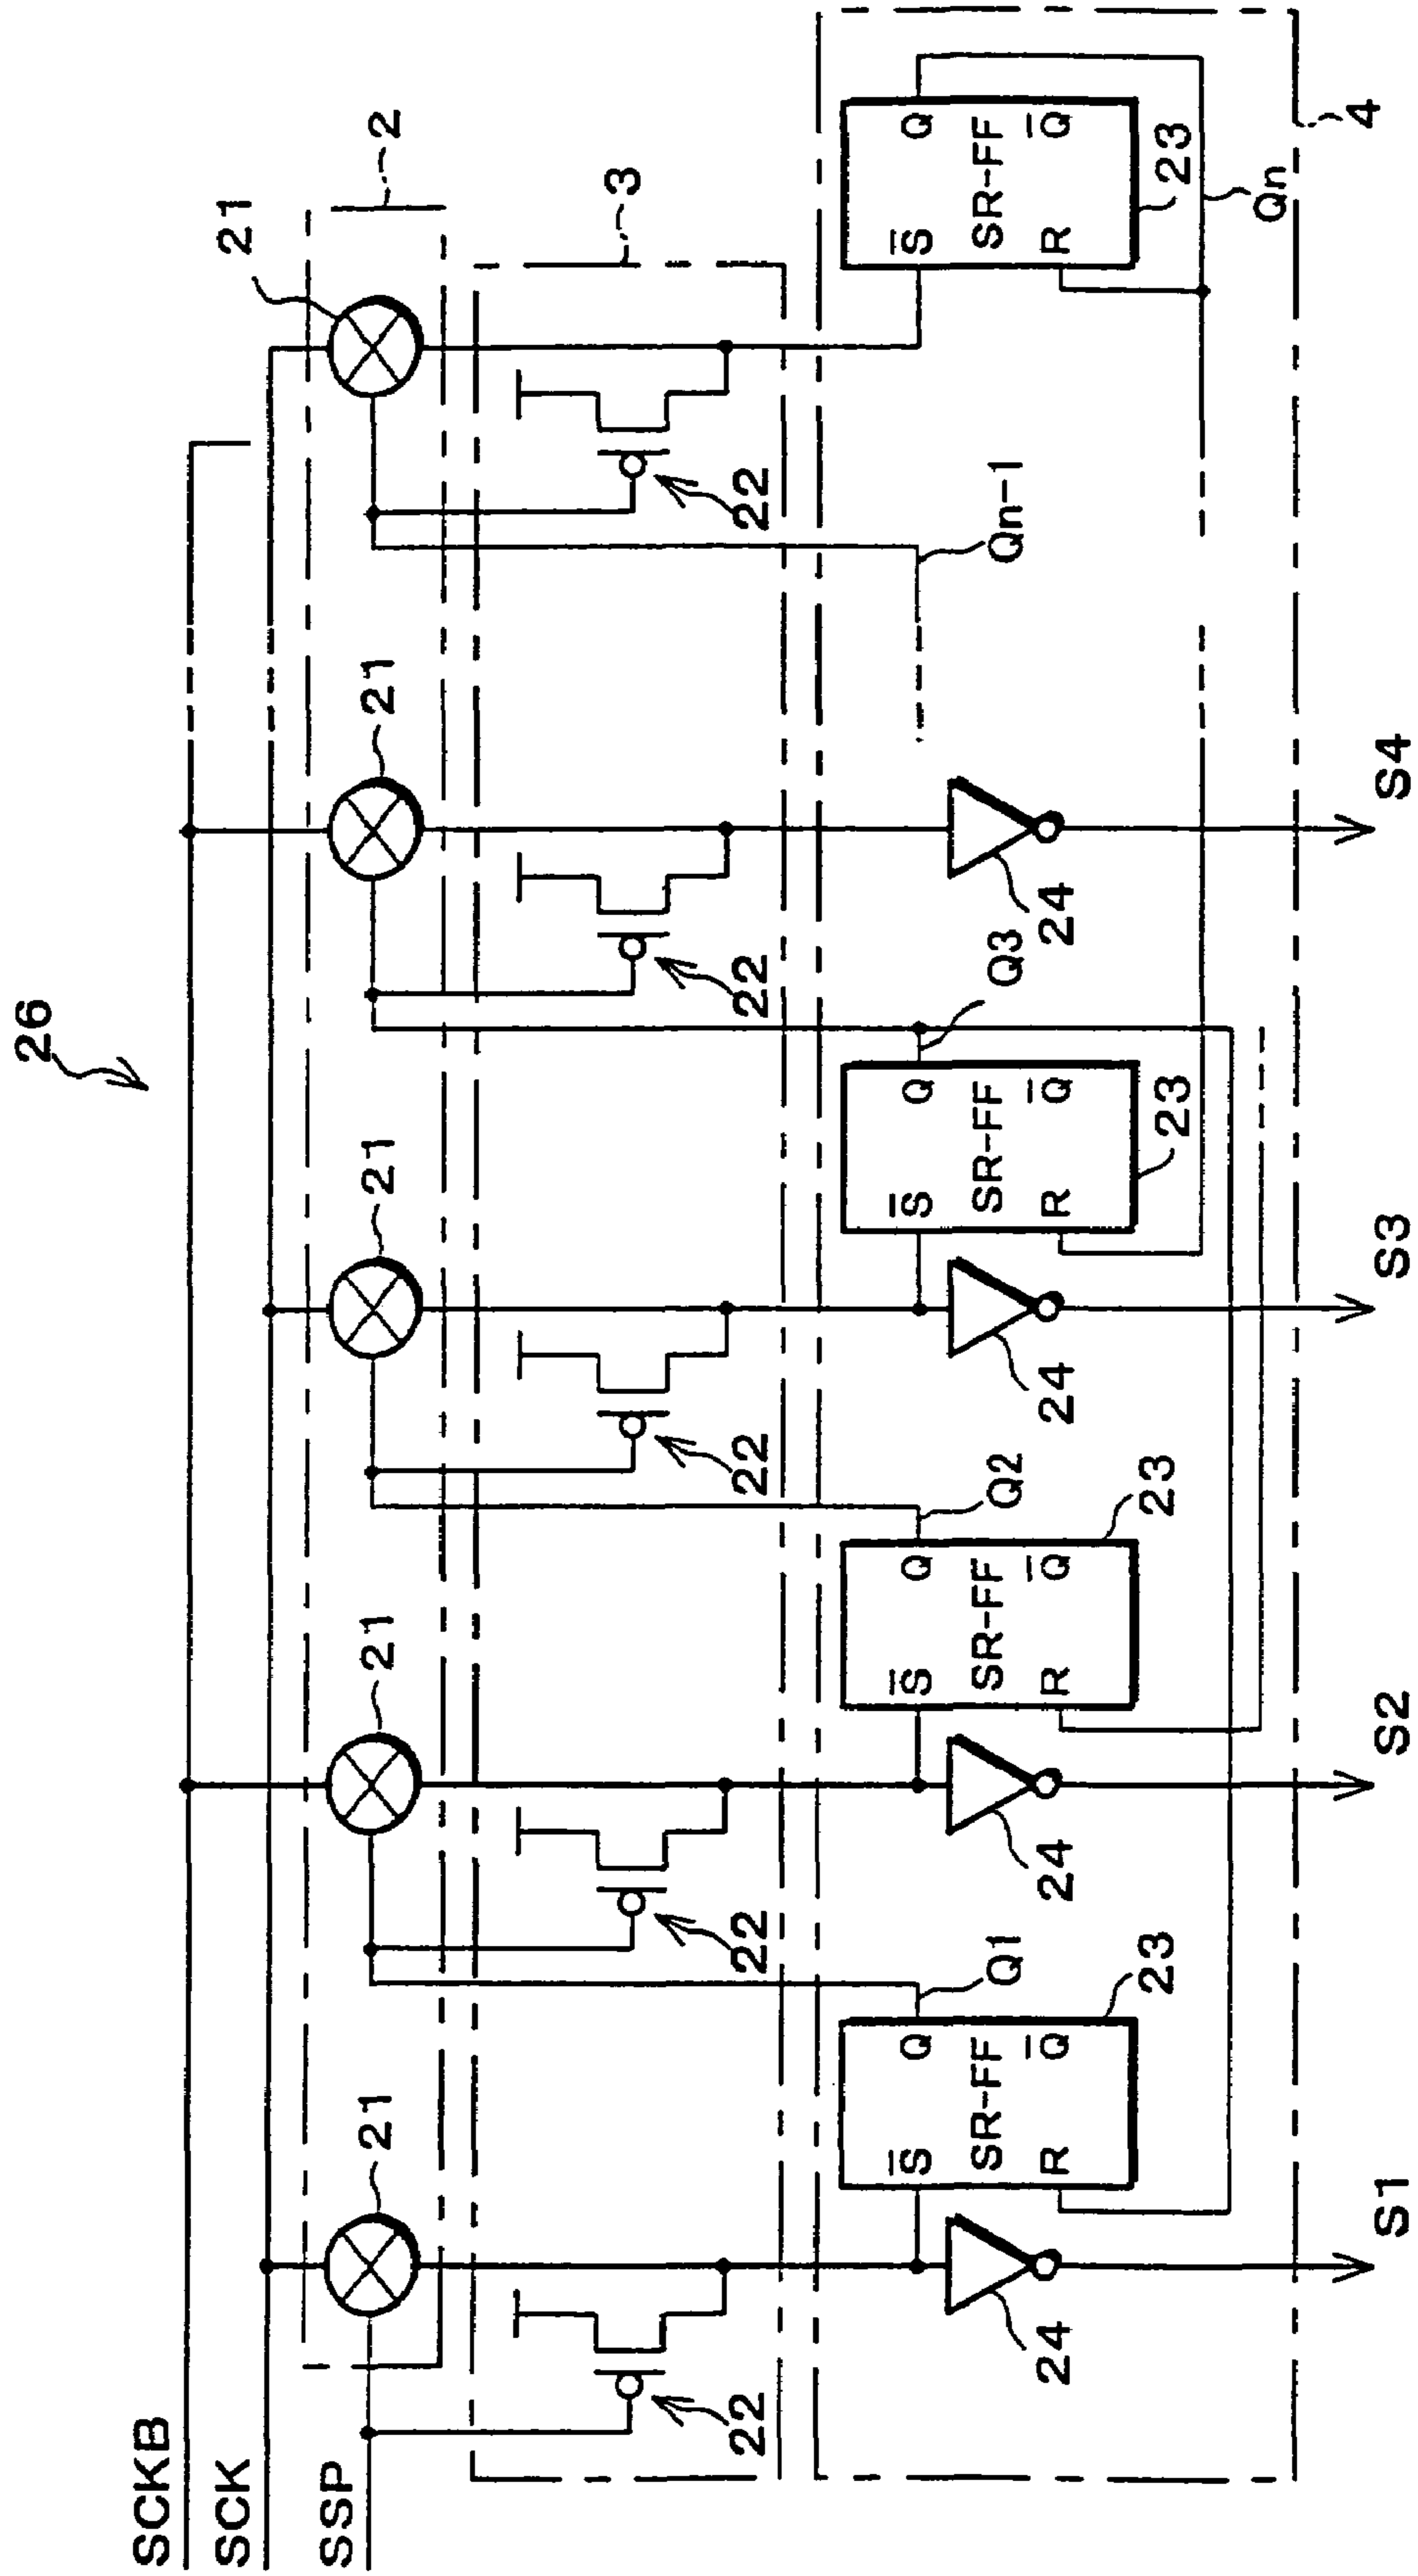 26
SCKB
SCK
SSP
21
21
21
21
21
2
22
22
22
22
22
3
S̅ Q
SR-FF
R Q̅
23
Q1
S̅ Q
SR-FF
R Q̅
23
Q2
S̅ Q
SR-FF
R Q̅
23
Q3
Qn-1
S̅ Q
SR-FF
R Q̅
23
Qn
24
24
24
24
4
S1
S2
S3
S4